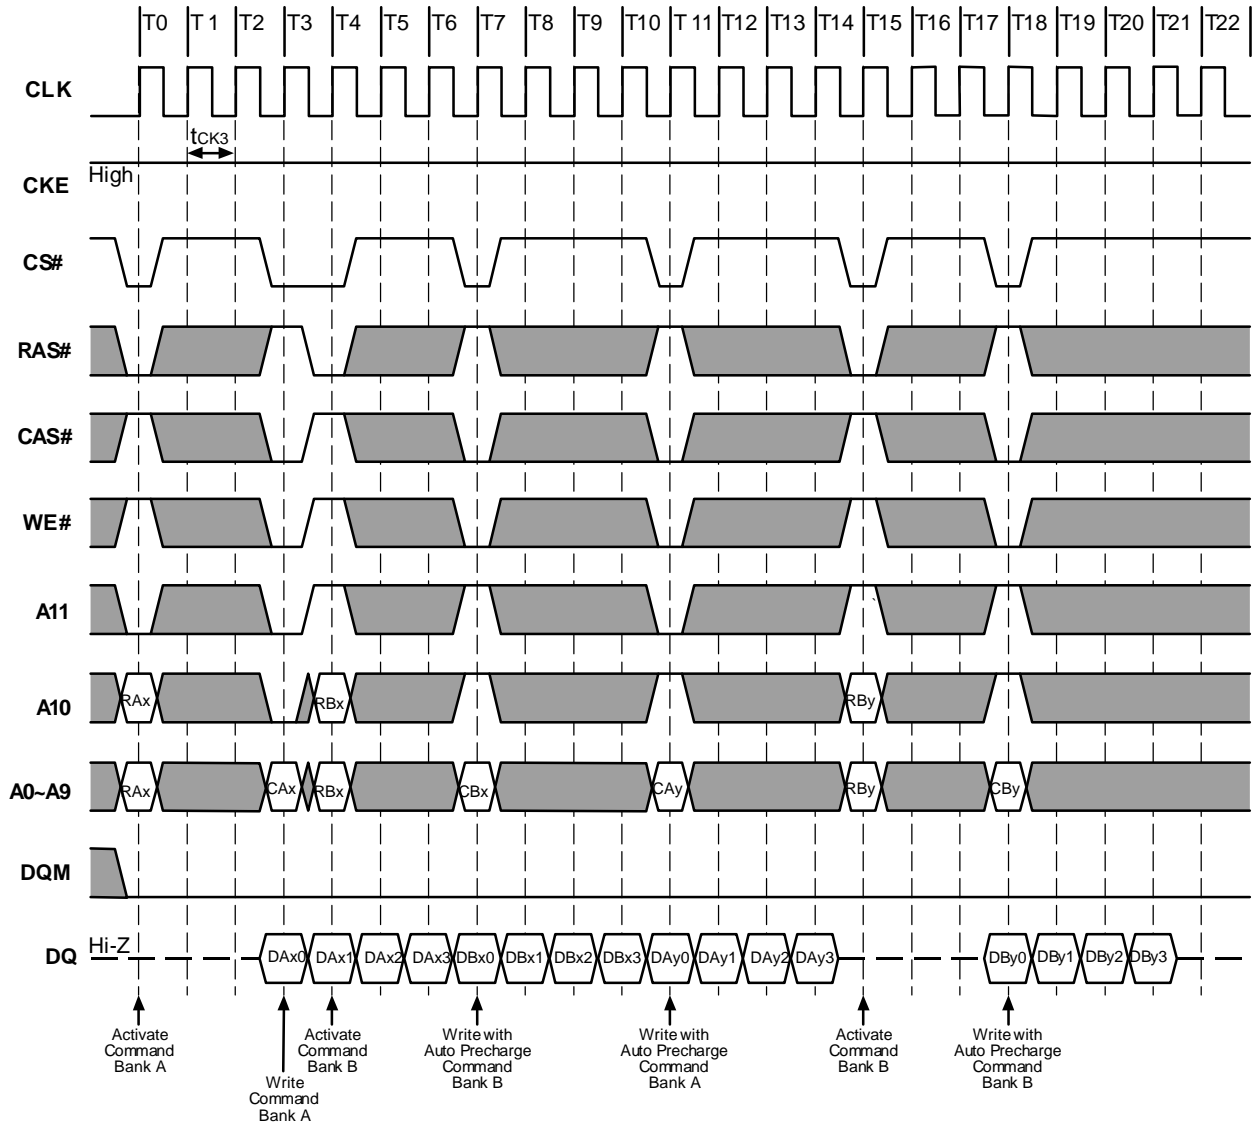 T0 T 1 T2 T3 T4 T5 T6 T7 T8 T9 T10 T 11 T12 T13 T14 T15 T16 T17 T18 T19 T20 T21 T22
CLK
tCK3
High
CKE
CS#
RAS#
CAS#
WE#
A11
A10 RAx RBx RBy
A0~A9 RAx CAx RBx CBx CAy RBy CBy
DQM
DQ Hi-Z DAx0 DAx1 DAx2 DAx3 DBx0 DBx1 DBx2 DBx3 DAy0 DAy1 DAy2 DAy3 DBy0 DBy1 DBy2 DBy3
Activate
Command
Bank A
Write
Command
Bank A
Activate
Command
Bank B
Write with
Auto Precharge
Command
Bank B
Write with
Auto Precharge
Command
Bank A
Activate
Command
Bank B
Write with
Auto Precharge
Command
Bank B